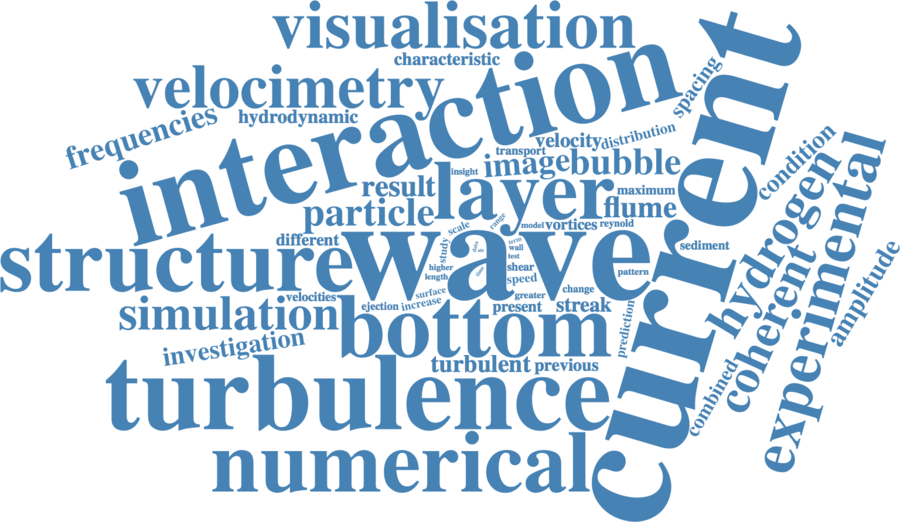 visualisation
characteristic
velocimetry
hydrodynamic
frequencies
interaction
current
spacing
velocity
distribution
transport
insight
image
bubble
condition
result
layer
maximum
particle
flume
hydrogen
experimental
model
vortices
reynold
scale
range
different
structure
wave
study
term
wall
test
sediment
higher
length
shear
speed
pattern
coherent
amplitude
velocities
surface
change
greater
ejection
increase
present
streak
simulation
bottom
prediction
investigation
turbulent
previous
combined
turbulence
numerical